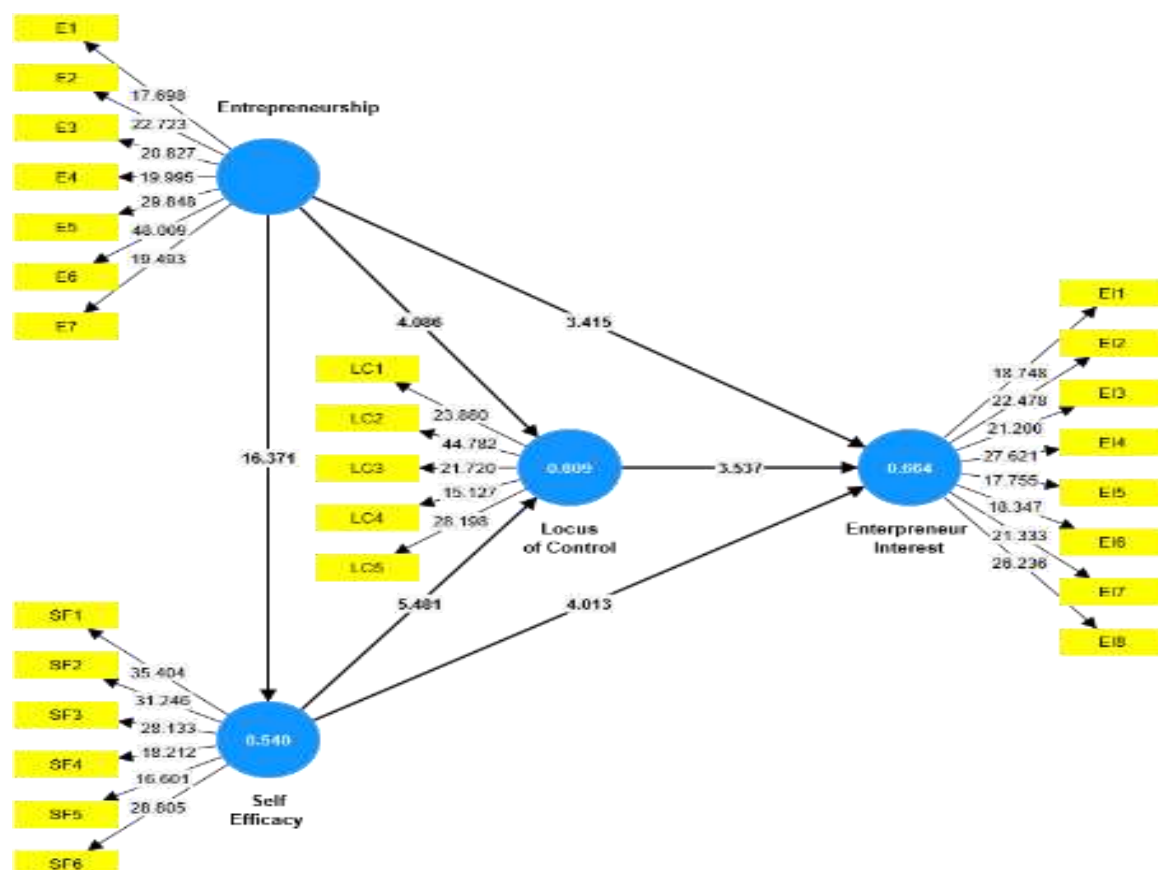 E1
E2
E3
E4
E5
E6
E7
17.698
22.723
20.827
19.995
29.848
48.009
19.493
Entrepreneurship
4.086
3.415
16.371
LC1
LC2
LC3
LC4
LC5
23.880
44.782
21.720
15.127
28.198
0.609
Locus
of Control
3.537
5.481
4.013
0.664
Enterpreneur
Interest
EI1
EI2
EI3
EI4
EI5
EI6
EI7
EI8
18.748
22.478
21.200
27.621
17.755
18.347
21.333
26.236
SF1
SF2
SF3
SF4
SF5
SF6
35.404
31.246
28.133
18.212
16.601
28.805
0.540
Self
Efficacy